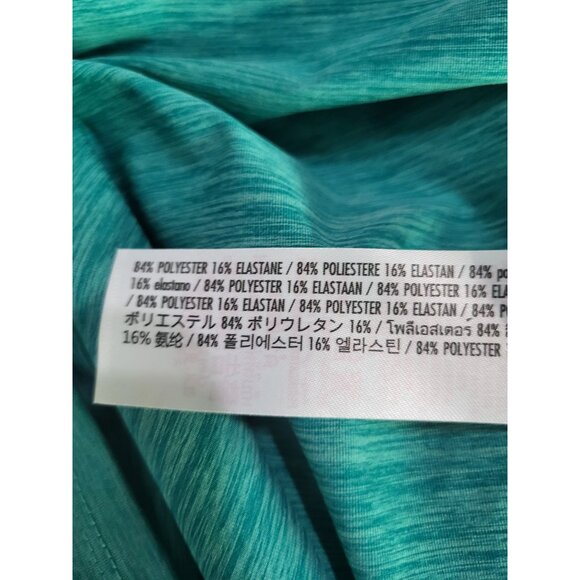 84% POLYESTER 16% ELASTANE / 84% POLIESTERE 16% ELASTAN / 84%
16% elastano / 84% POLYESTER 16% ELASTAAN / 84% POLYESTER 16%
/ 84% POLYESTER 16% ELASTAN / 84% POLYESTER 16% ELASTAN /
ポリエステル 84% ポリウレタン 16% / โพลีเอสเตอร์ 84%
16% 氨纶 / 84% 폴리에스터 16% 엘라스틴 / 84% POLYESTER